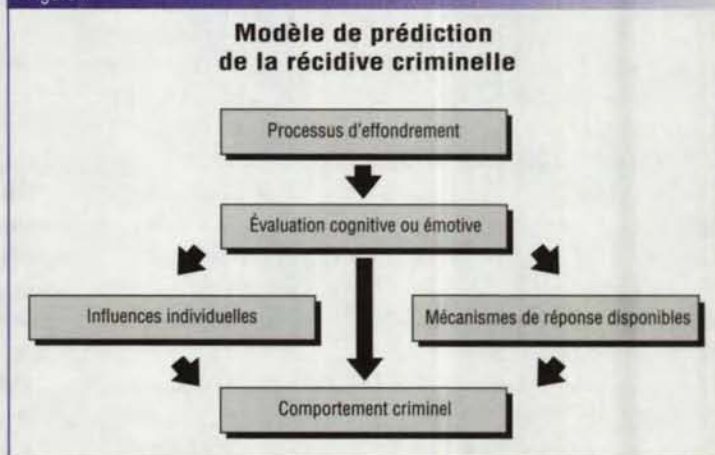 Modèle de prédiction
de la récidive criminelle
Processus d'effondrement
Évaluation cognitive ou émotive
Influences individuelles
Mécanismes de réponse disponibles
Comportement criminel